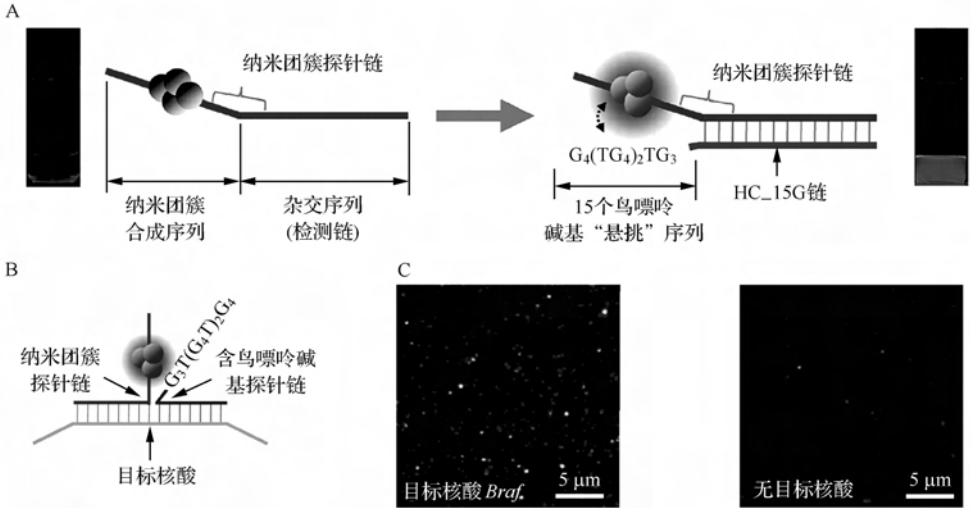 A
纳米团簇探针链
纳米团簇探针链
G₄(TG₄)₂TG₃
HC_15G链
纳米团簇
合成序列
杂交序列
(检测链)
15个鸟嘌呤
碱基“悬挑”序列
B
纳米团簇
探针链
G₃T(G₄T)₂G₄
含鸟嘌呤碱
基探针链
目标核酸
C
目标核酸 Braf
5 μm
无目标核酸
5 μm